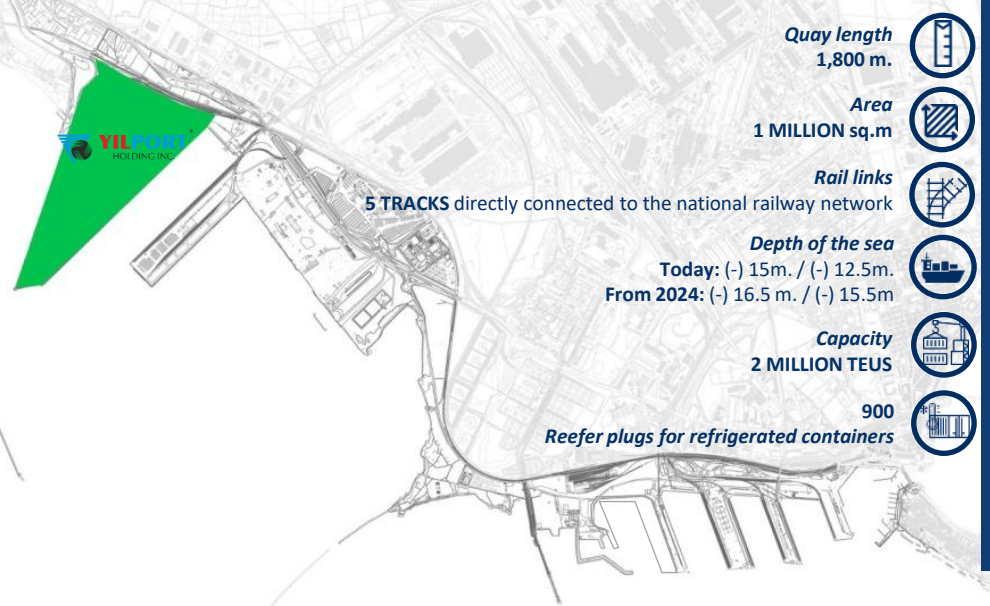 Quay length
1,800 m.
Area
1 MILLION sq.m
YILPORT
HOLDING INC.
Rail links
5 TRACKS directly connected to the national railway network
Depth of the sea
Today: (-) 15m. / (-) 12.5m.
From 2024: (-) 16.5 m. / (-) 15.5m
Capacity
2 MILLION TEUS
900
Reefer plugs for refrigerated containers